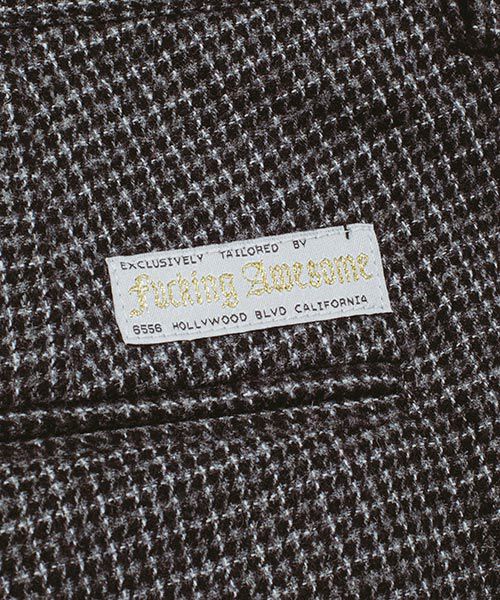 EXCLUSIVELY TAILORED BY
Fucking Awesome
6556 HOLLYWOOD BLVD CALIFORNIA